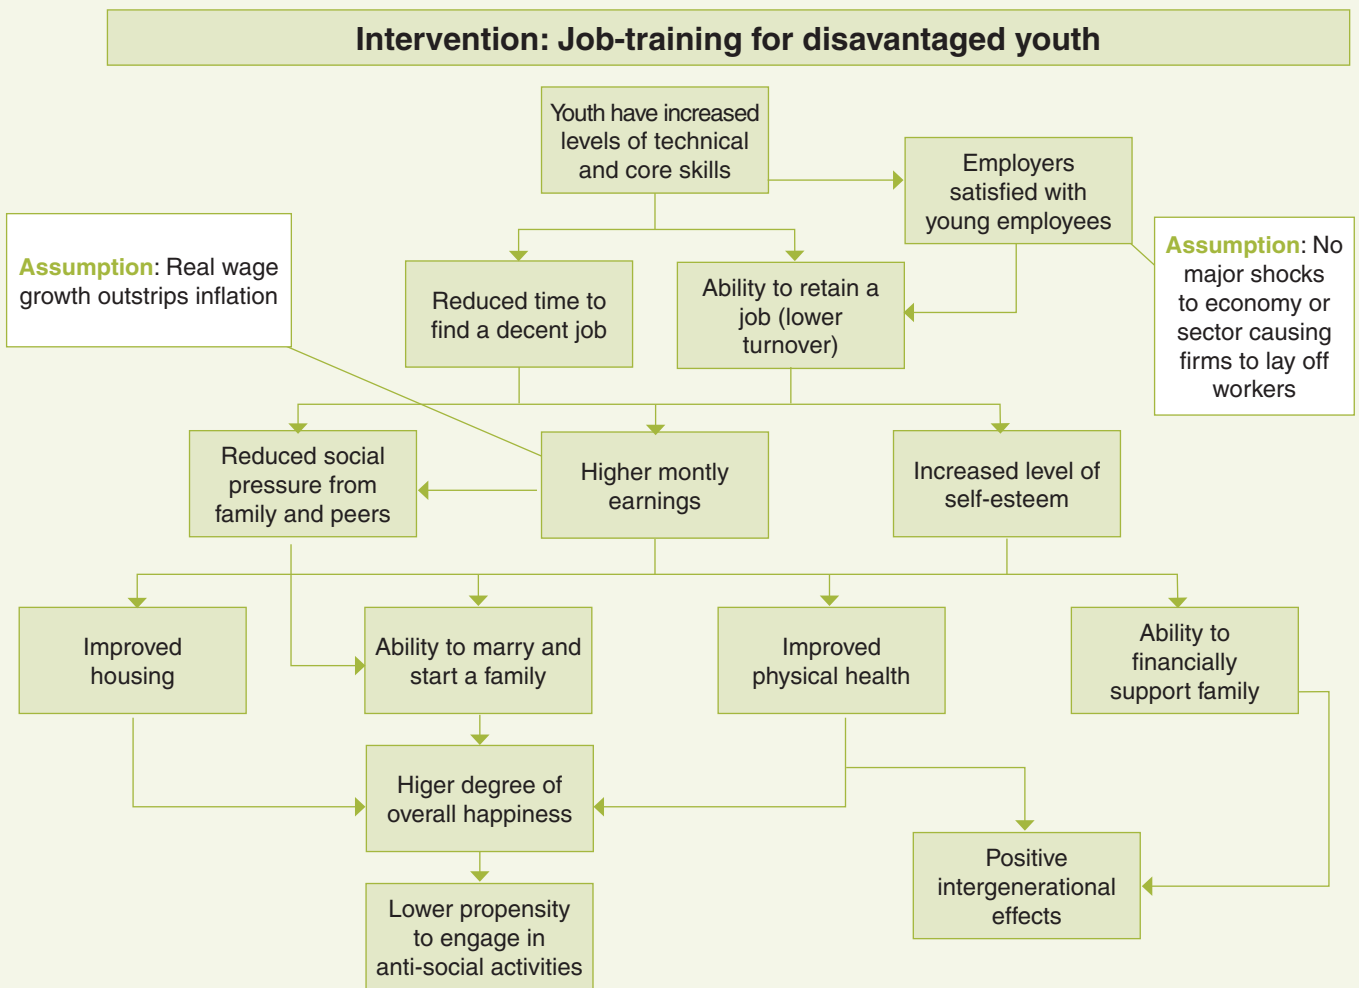 Intervention: Job-training for disavantaged youth
Youth have increased
levels of technical
and core skills
Employers
satisfied with
young employees
Assumption: Real wage
growth outstrips inflation
Assumption: No
major shocks
to economy or
sector causing
firms to lay off
workers
Reduced time to
find a decent job
Ability to retain a
job (lower
turnover)
Reduced social
pressure from
family and peers
Higher montly
earnings
Increased level of
self-esteem
Improved
housing
Ability to marry and
start a family
Improved
physical health
Ability to
financially
support family
Higer degree of
overall happiness
Positive
intergenerational
effects
Lower propensity
to engage in
anti-social activities